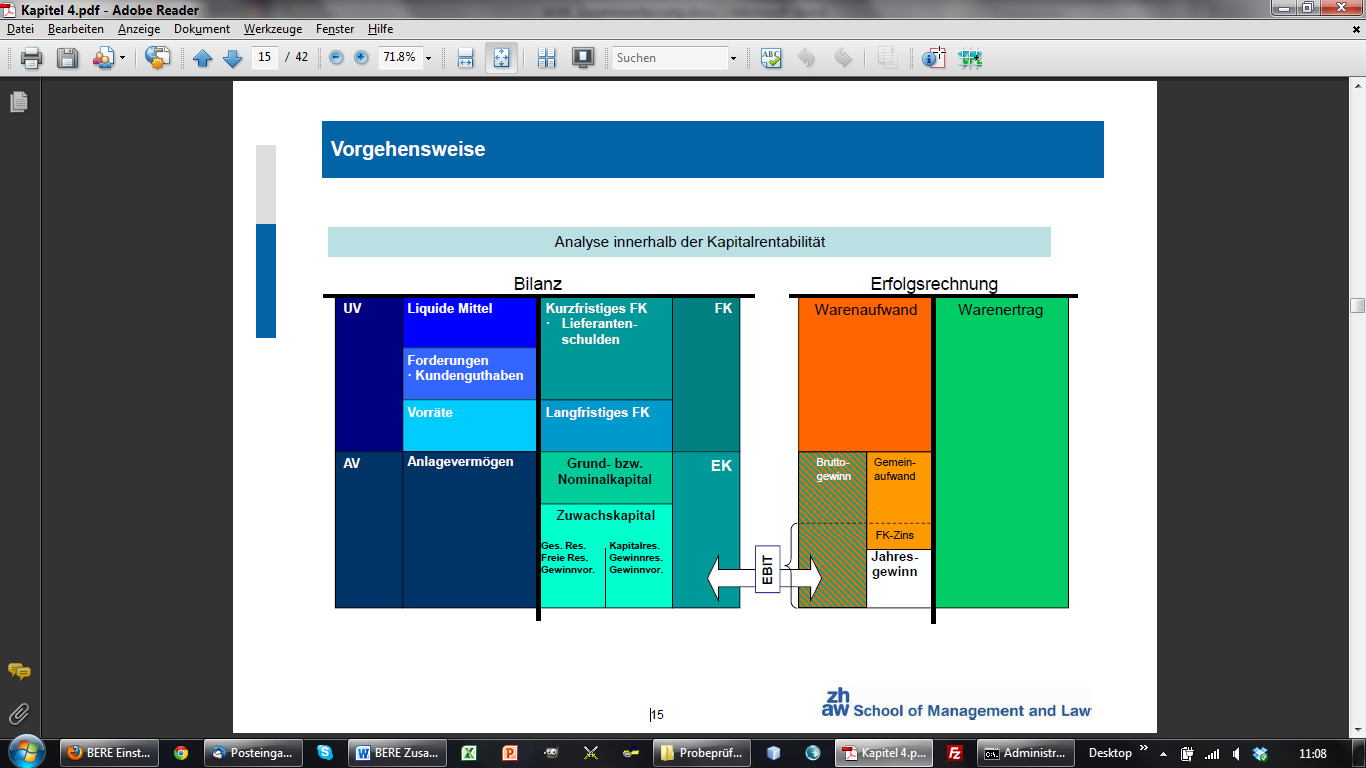 Kapitel 4.pdf - Adobe Reader
Datei Bearbeiten Anzeige Dokument Werkzeuge Fenster Hilfe
15 / 42 71.8% Suchen
Vorgehensweise
Analyse innerhalb der Kapitalrentabilität
Bilanz
UV
Liquide Mittel
Forderungen
· Kundenguthaben
Vorräte
AV
Anlagevermögen
Kurzfristiges FK
· Lieferanten-
schulden
FK
Langfristiges FK
Grund- bzw.
Nominalkapital
EK
Zuwachskapital
Ges. Res.
Freie Res.
Gewinnvor.
Kapitalres.
Gewinnres.
Gewinnvor.
EBIT
Erfolgsrechnung
Warenaufwand
Warenertrag
Brutto-
gewinn
Gemein-
aufwand
FK-Zins
Jahres-
gewinn
15
zh
aw School of Management and Law
BERE Einst... Posteinga... BERE Zusa... Probeprüf... Kapitel 4.p... Administr... Desktop 11:08